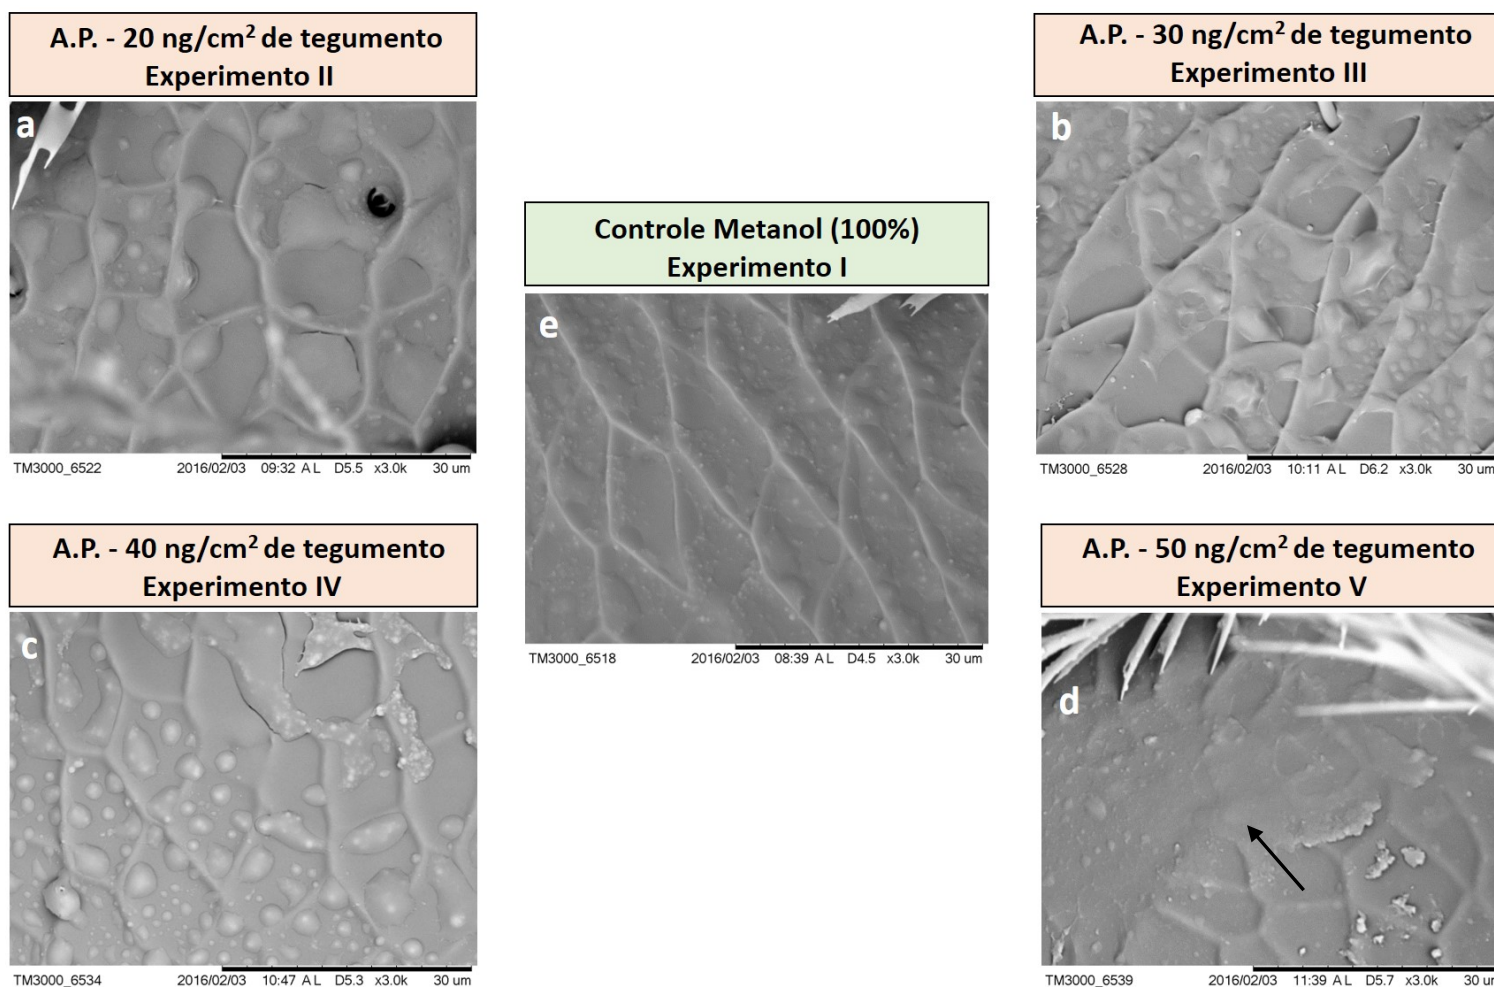 A.P. - 20 ng/cm² de tegumento
Experimento II
a
TM3000_6522 2016/02/03 09:32 A L D5.5 x3.0k 30 um
A.P. - 30 ng/cm² de tegumento
Experimento III
b
TM3000_6528 2016/02/03 10:11 A L D6.2 x3.0k 30 um
Controle Metanol (100%)
Experimento I
e
TM3000_6518 2016/02/03 08:39 A L D4.5 x3.0k 30 um
A.P. - 40 ng/cm² de tegumento
Experimento IV
c
TM3000_6534 2016/02/03 10:47 A L D5.3 x3.0k 30 um
A.P. - 50 ng/cm² de tegumento
Experimento V
d
TM3000_6539 2016/02/03 11:39 A L D5.7 x3.0k 30 um